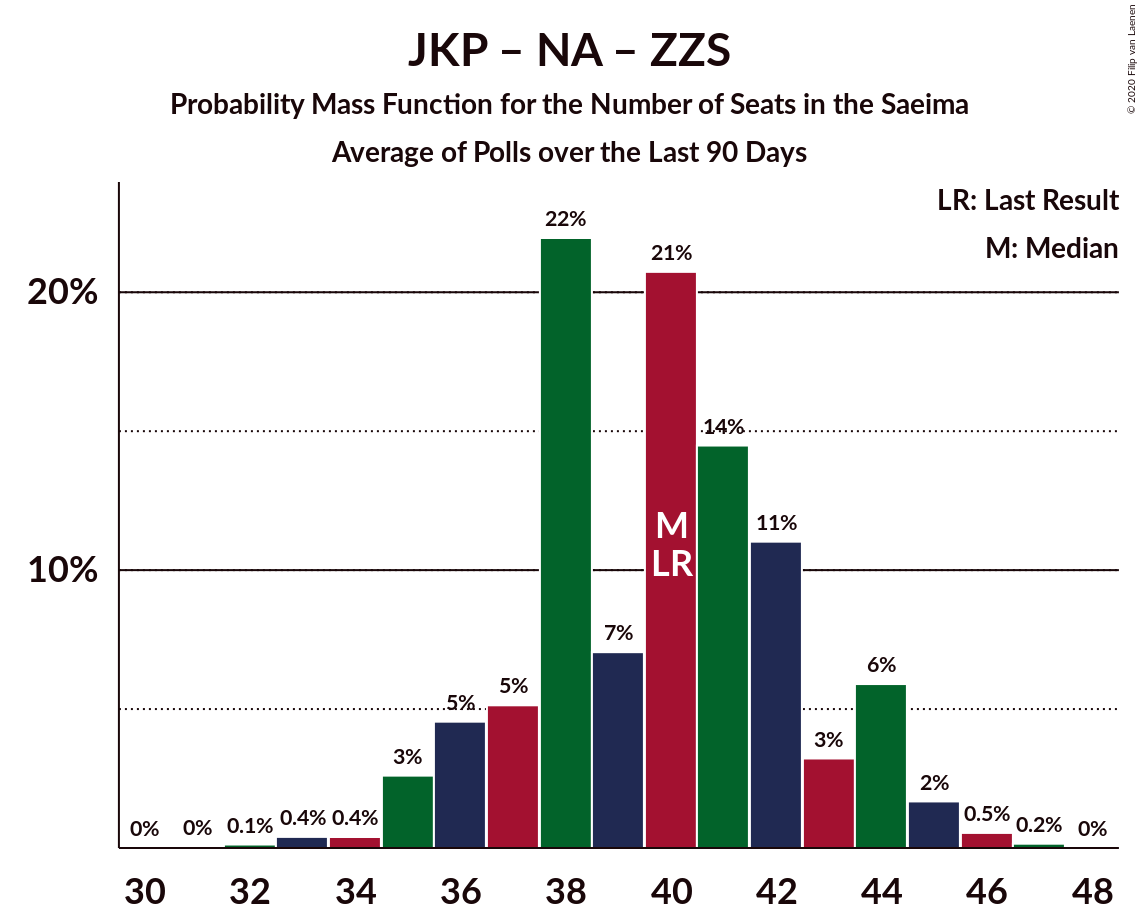 JKP – NA – ZZS
Probability Mass Function for the Number of Seats in the Saeima
Average of Polls over the Last 90 Days
© 2020 Filip van Laenen
LR: Last Result
M: Median
20%
10%
0%
0%
0.1%
0.4%
0.4%
3%
5%
5%
22%
7%
21%
14%
11%
3%
6%
2%
0.5%
0.2%
0%
M
LR
30 32 34 36 38 40 42 44 46 48